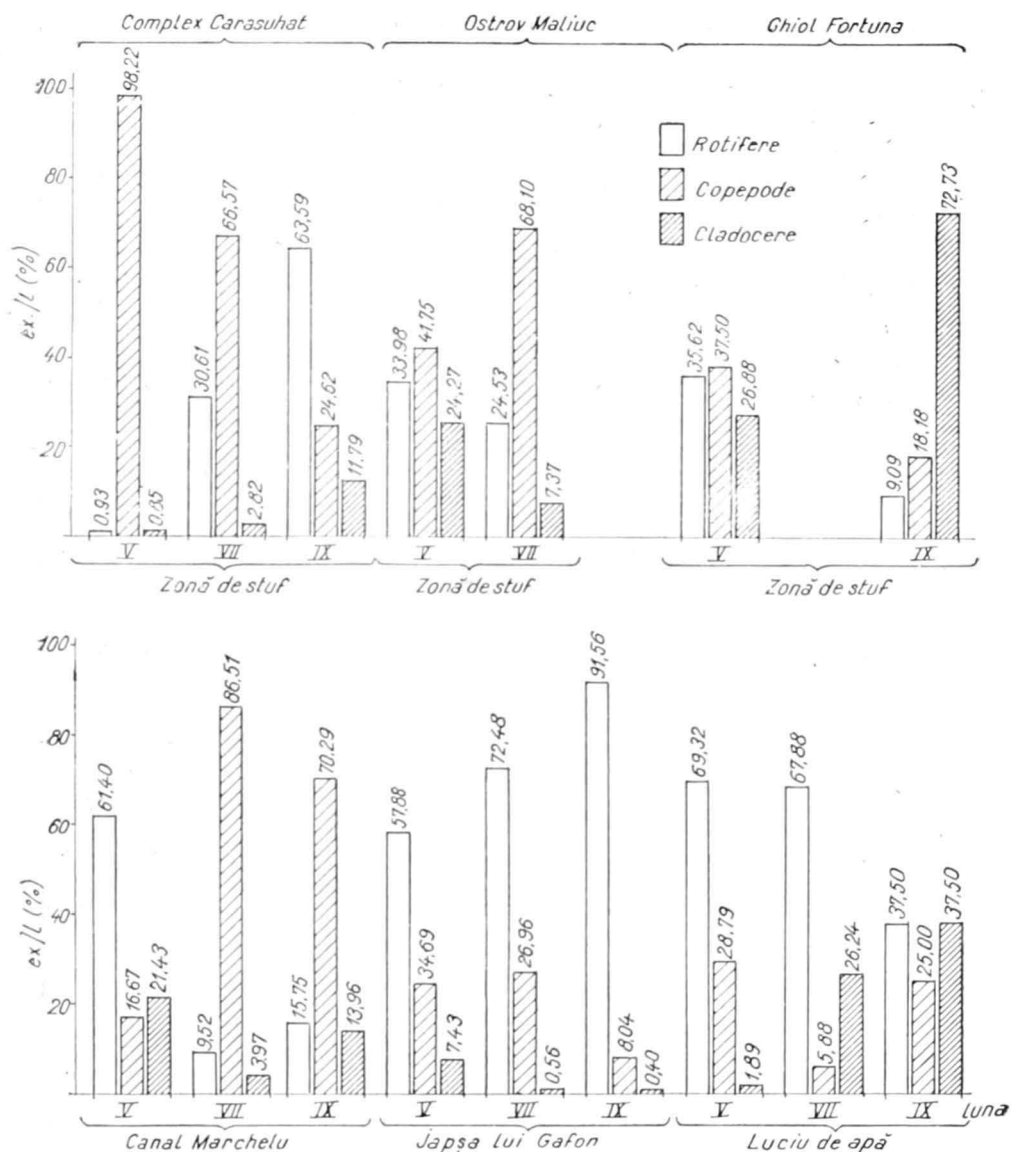 Complex Carasuhat Ostrov Maliuc Ghiol Fortuna
ex./l (%)
100
80
60
40
20
Rotifere
Copepode
Cladocere
0.93 98,22 0,85 30,61 66,57 2,82 63,59 24,62 11,79 33,98 41,75 24,27 24,53 68,10 7,37 35,62 37,50 26,88 9,09 18,18 72,73
V VII IX V VII V IX
Zonă de stuf Zonă de stuf Zonă de stuf
ex/l (%)
100
80
60
40
20
61.40 16,67 21,43 9,52 86,51 3,97 15,75 70,29 13,96 57,88 34,69 7,43 72,48 26,96 0,56 91,56 8,04 0,40 69,32 28,79 1,89 67,88 5,88 26,24 37,50 25,00 37,50
V VII IX V VII IX V VII IX luna
Canal Marchelu Japșa lui Gafon Luciu de apă